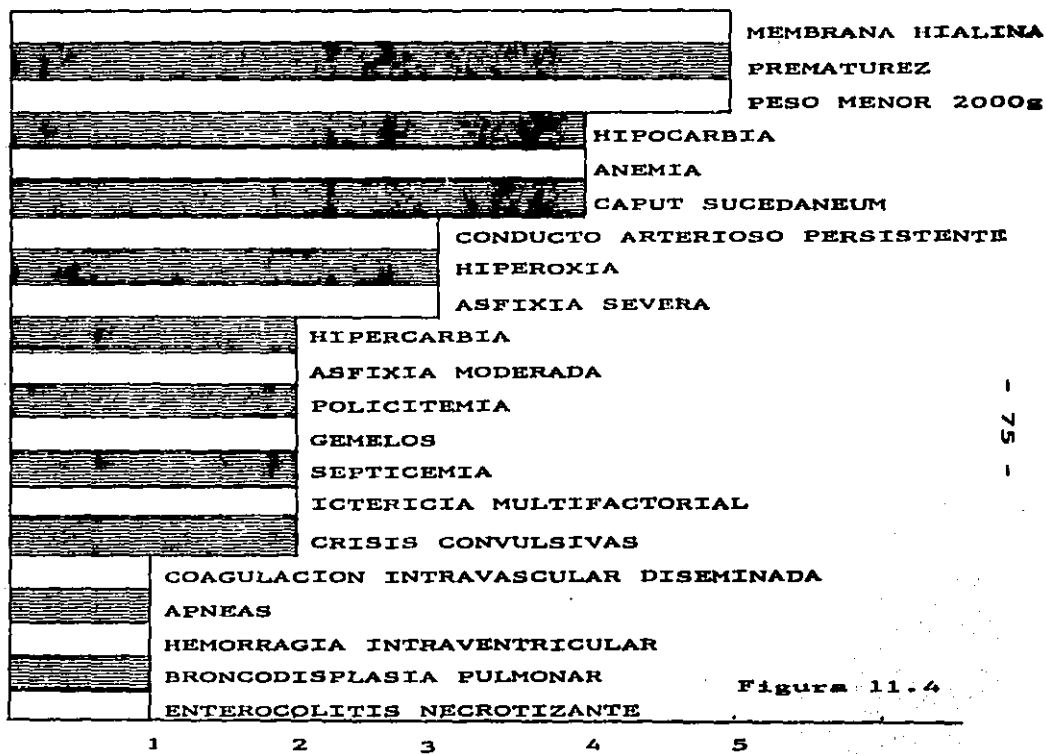 MEMBRANA HIALINA
PREMATUREZ
PESO MENOR 2000g
HIPOCARBIA
ANEMIA
CAPUT SUCEDANEUM
CONDUCTO ARTERIOSO PERSISTENTE
HIPEROXIA
ASFIXIA SEVERA
HIPERCARBIA
ASFIXIA MODERADA
POLICITEMIA
GEMELOS
SEPTICEMIA
ICTERICIA MULTIFACTORIAL
CRISIS CONVULSIVAS
COAGULACION INTRAVASCULAR DISEMINADA
APNEAS
HEMORRAGIA INTRAVENTRICULAR
BRONCODISPLASIA PULMONAR
ENTEROCOLITIS NECROTIZANTE
Figura 11.4
1 2 3 4 5
- 75 -